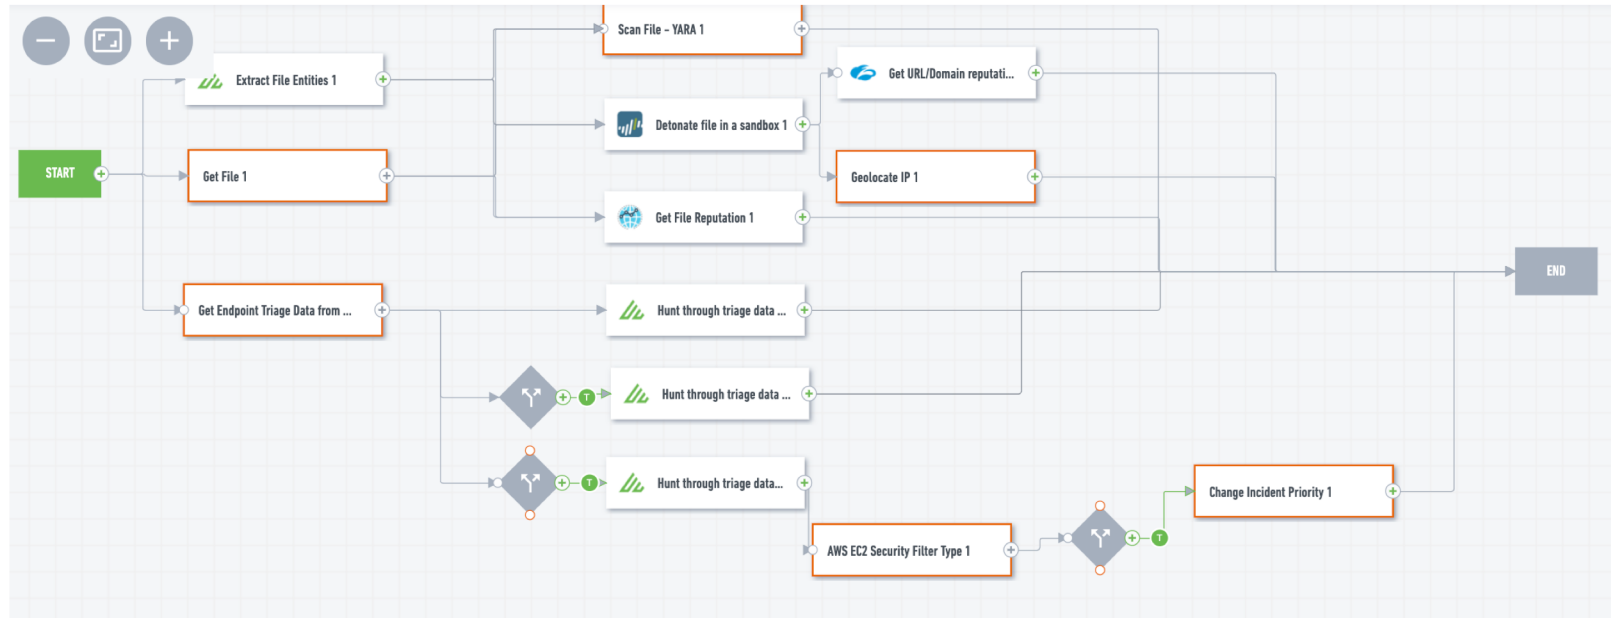 Scan File - YARA 1
Extract File Entities 1
Get URL/Domain reputati...
Detonate file in a sandbox 1
START
Get File 1
Geolocate IP 1
Get File Reputation 1
END
Get Endpoint Triage Data from ...
Hunt through triage data ...
T
Hunt through triage data ...
T
Hunt through triage data...
Change Incident Priority 1
T
AWS EC2 Security Filter Type 1